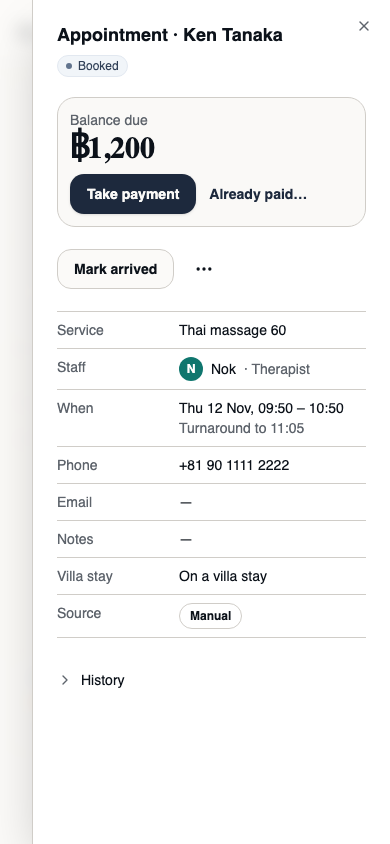 Appointment · Ken Tanaka
Booked
Balance due
฿1,200
Take payment
Already paid…
Mark arrived
Service
Thai massage 60
Staff
N
Nok · Therapist
When
Thu 12 Nov, 09:50 – 10:50
Turnaround to 11:05
Phone
+81 90 1111 2222
Email
—
Notes
—
Villa stay
On a villa stay
Source
Manual
History